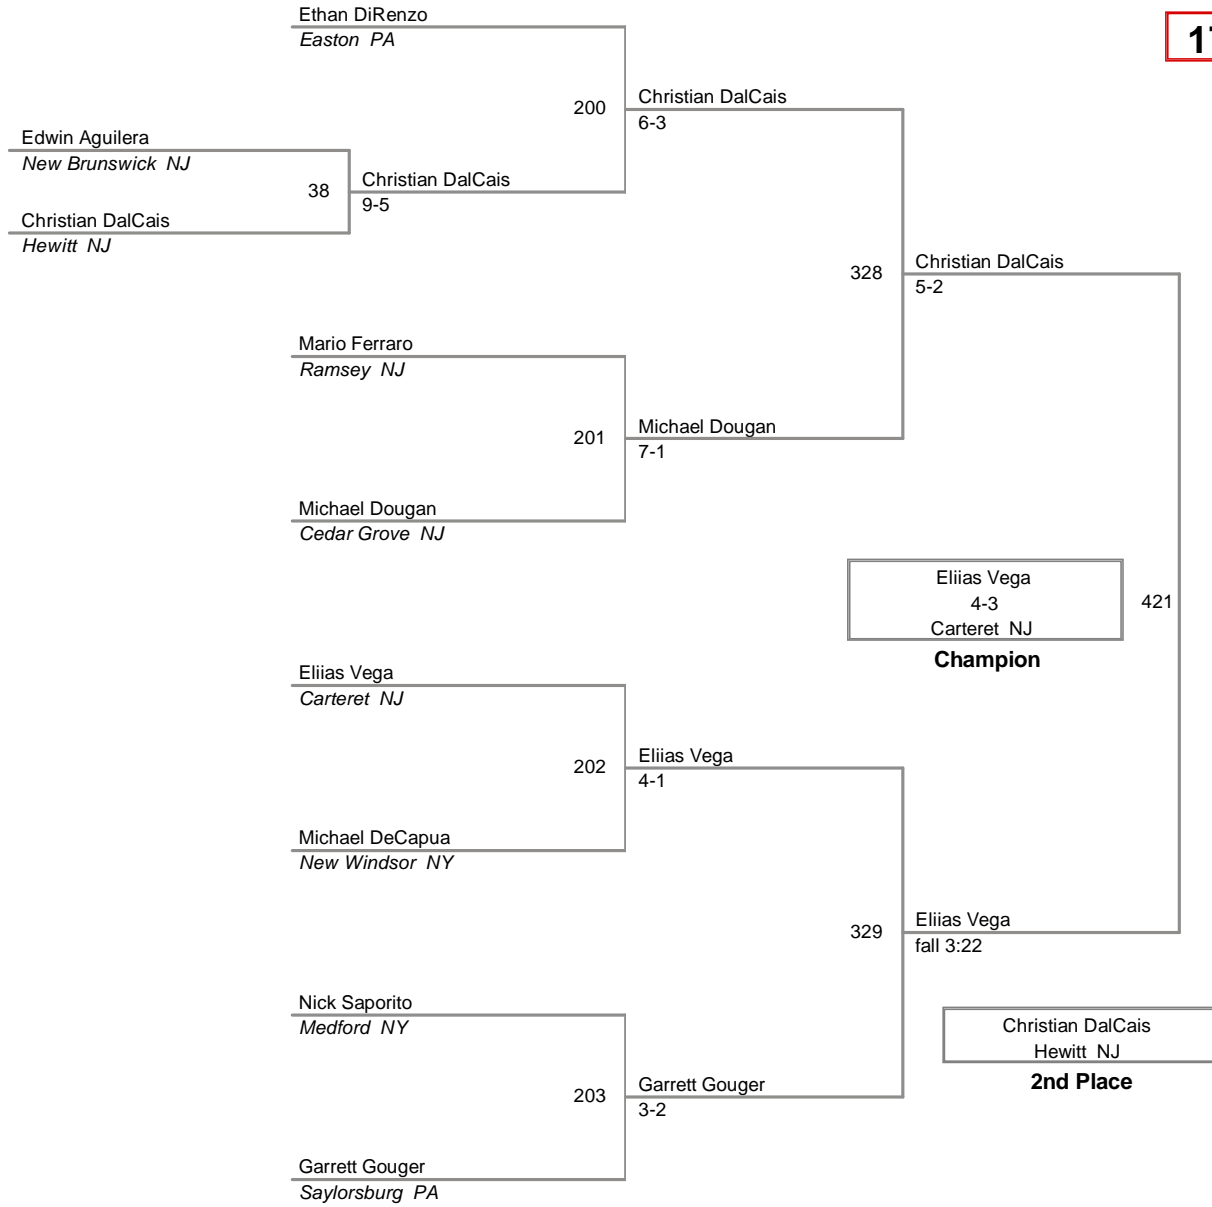 Ethan DiRenzo
Easton PA
200
Christian DalCais
6-3
Edwin Aguilera
New Brunswick NJ
38
Christian DalCais
9-5
Christian DalCais
Hewitt NJ
328
Christian DalCais
5-2
Mario Ferraro
Ramsey NJ
201
Michael Dougan
7-1
Michael Dougan
Cedar Grove NJ
Eliias Vega
4-3
Carteret NJ
Champion
421
Eliias Vega
Carteret NJ
202
Eliias Vega
4-1
Michael DeCapua
New Windsor NY
329
Eliias Vega
fall 3:22
Nick Saporito
Medford NY
Christian DalCais
Hewitt NJ
2nd Place
203
Garrett Gouger
3-2
Garrett Gouger
Saylorsburg PA